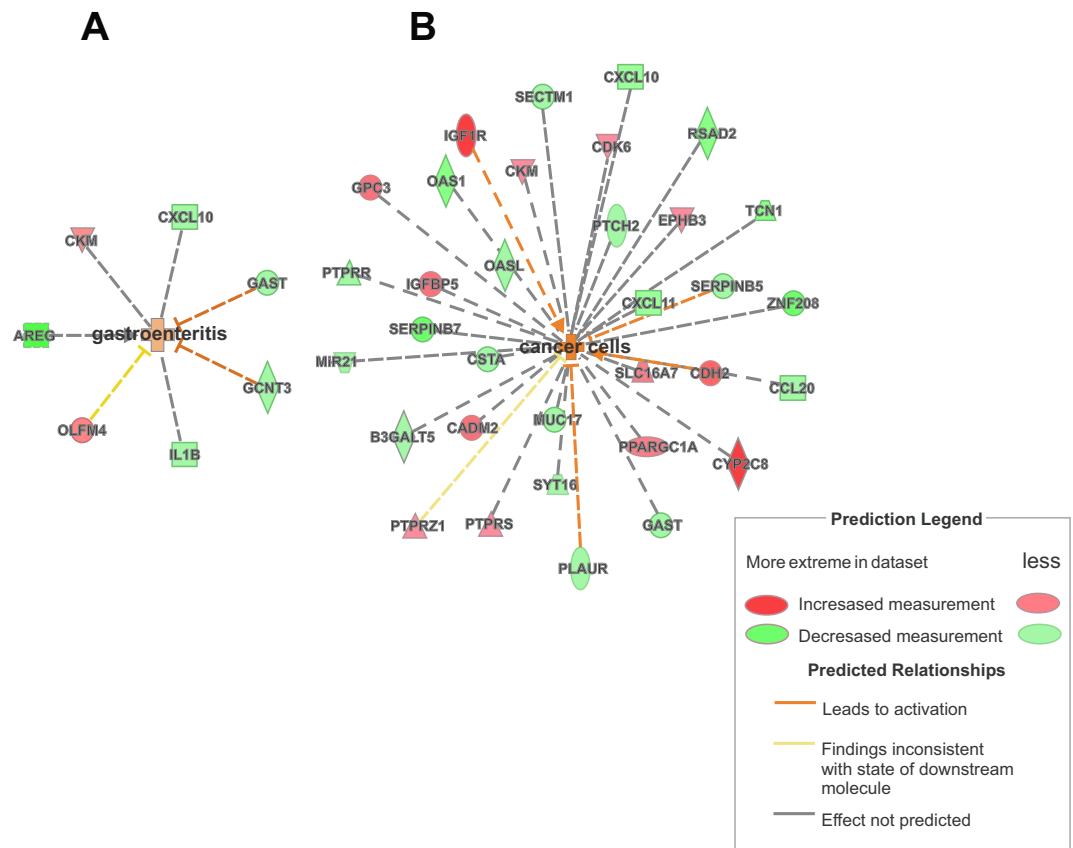 A
B
CKM
CXCL10
GAST
AREG
gastroenteritis
GCNT3
OLFM4
IL1B
CXCL10
SECTM1
IGF1R
CDK6
RSAD2
CKM
OAS1
GPC3
TCN1
EPHB3
PTCH2
OASL
PTPRR
IGFBP5
SERPINB5
CXCL11
ZNF208
SERPINB7
cancer cells
CSTA
MiR21
SLC16A7
CDH2
CCL20
MUC17
B3GALT5
CADM2
PPARGC1A
CYP2C8
SYT16
PTPRZ1
PTPRS
GAST
PLAUR
Prediction Legend
More extreme in dataset
less
Incresased measurement
Decresased measurement
Predicted Relationships
Leads to activation
Findings inconsistent
with state of downstream
molecule
Effect not predicted